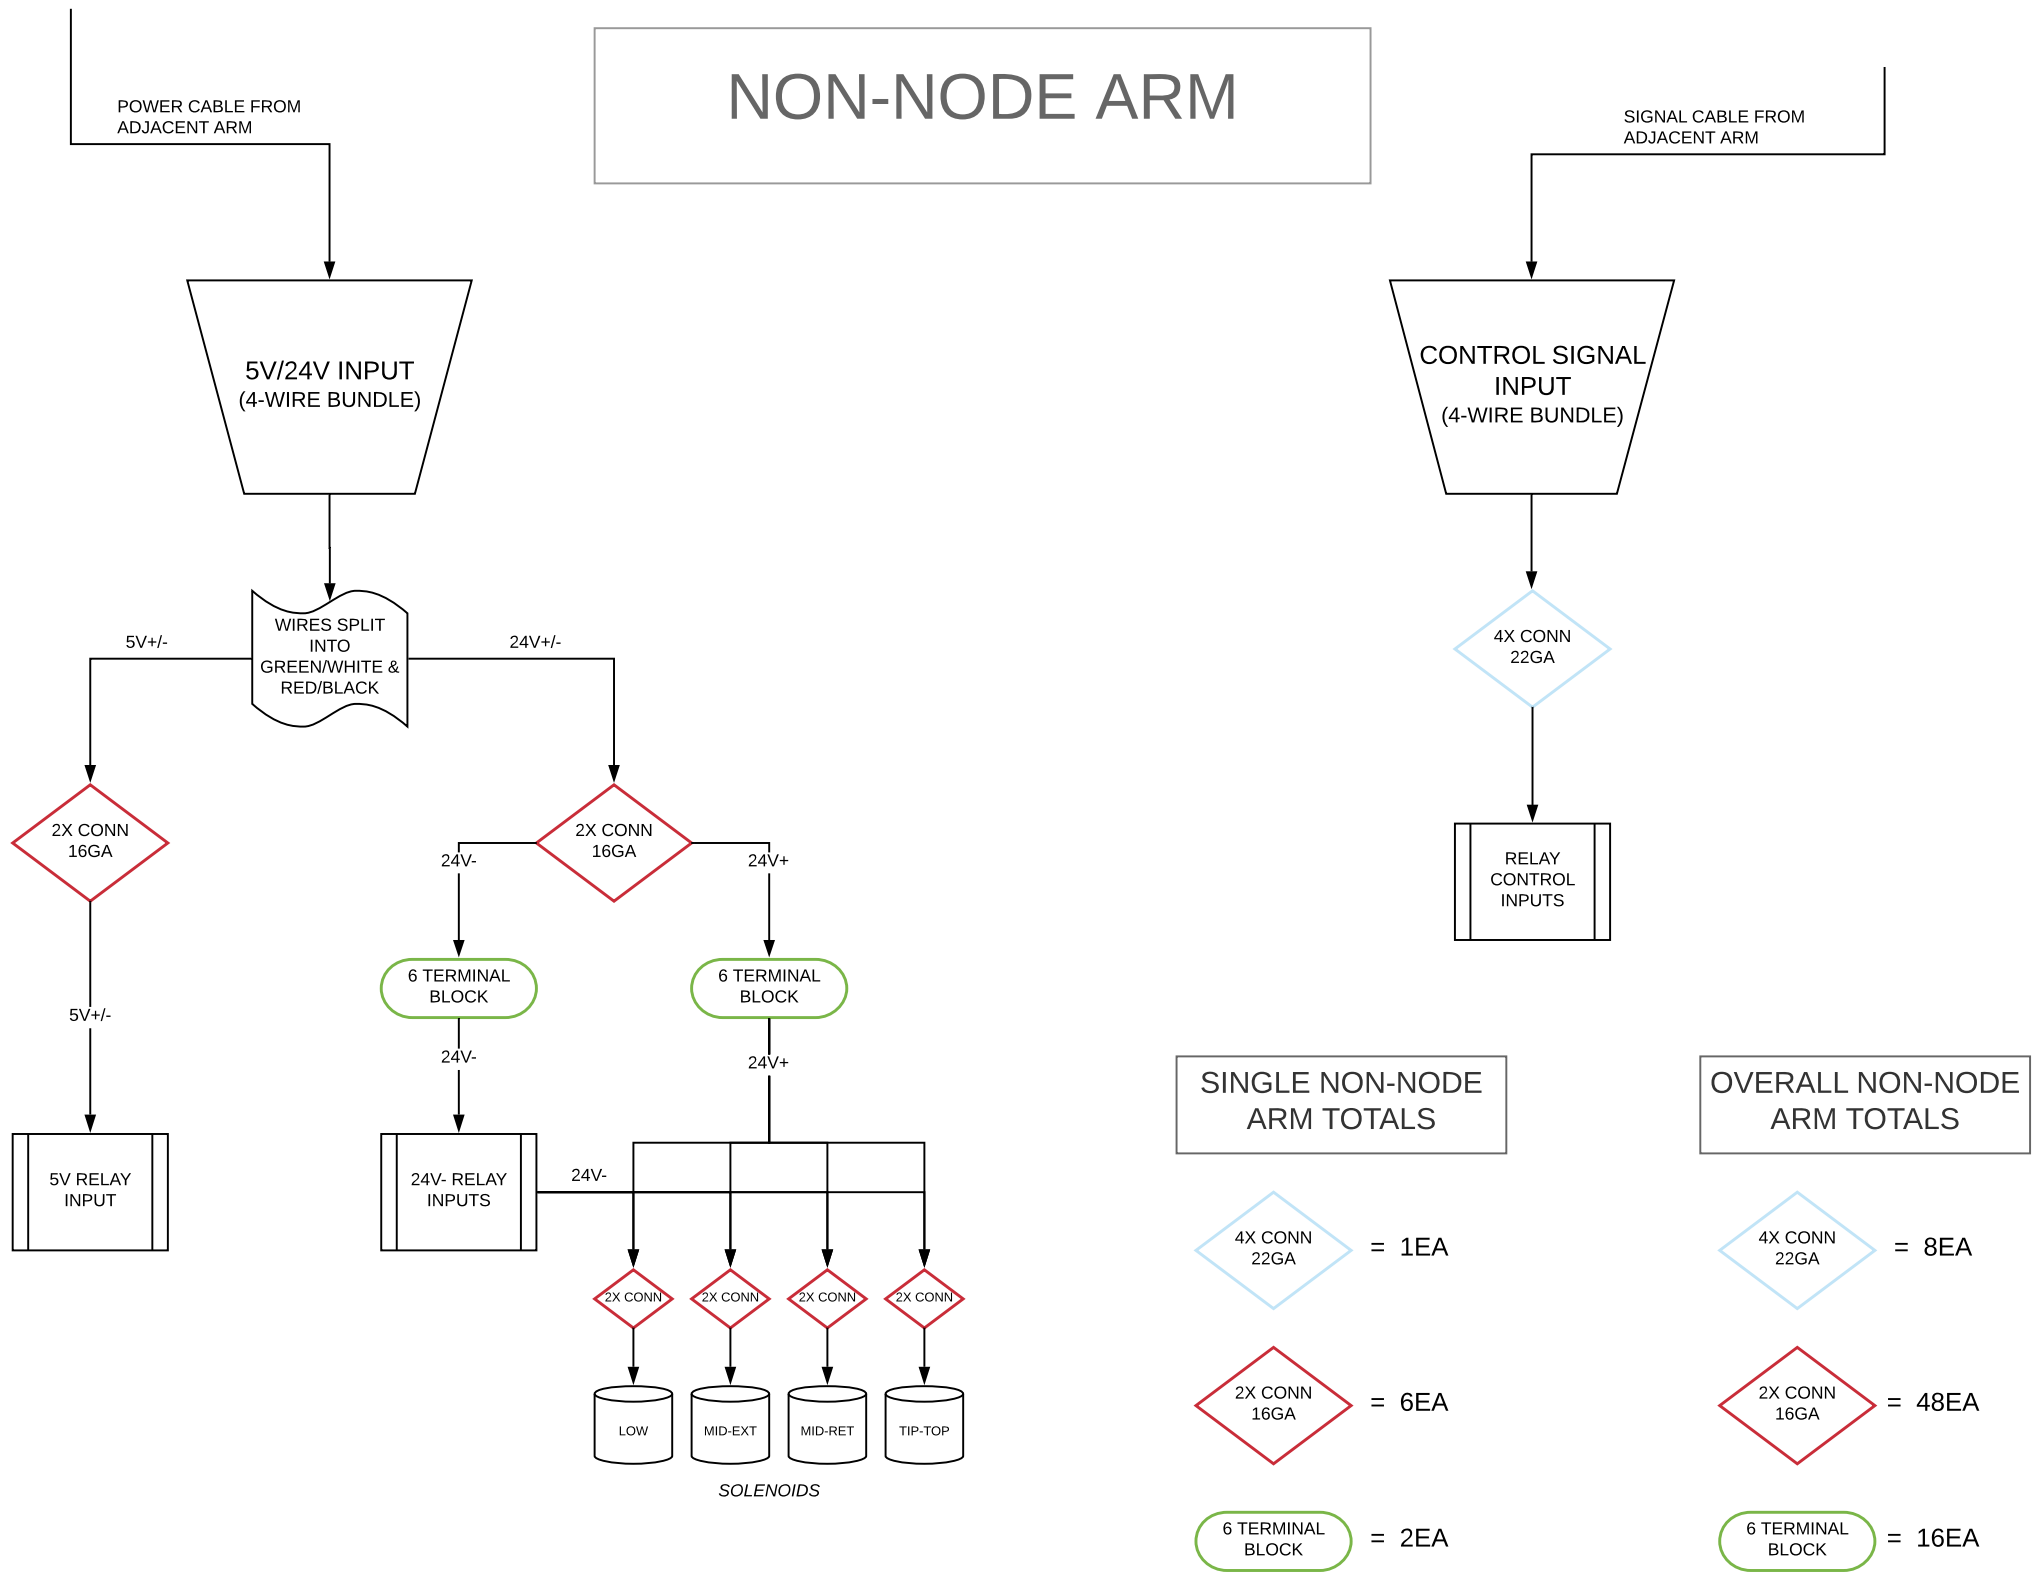 NON-NODE ARM
POWER CABLE FROM
ADJACENT ARM
SIGNAL CABLE FROM
ADJACENT ARM
5V/24V INPUT
(4-WIRE BUNDLE)
CONTROL SIGNAL
INPUT
(4-WIRE BUNDLE)
WIRES SPLIT
INTO
GREEN/WHITE &
RED/BLACK
5V+/-
24V+/-
4X CONN
22GA
2X CONN
16GA
2X CONN
16GA
24V-
24V+
RELAY
CONTROL
INPUTS
6 TERMINAL
BLOCK
6 TERMINAL
BLOCK
5V+/-
24V-
24V+
5V RELAY
INPUT
24V- RELAY
INPUTS
24V-
2X CONN
2X CONN
2X CONN
2X CONN
LOW
MID-EXT
MID-RET
TIP-TOP
SOLENOIDS
SINGLE NON-NODE
ARM TOTALS
4X CONN
22GA
= 1EA
2X CONN
16GA
= 6EA
6 TERMINAL
BLOCK
= 2EA
OVERALL NON-NODE
ARM TOTALS
4X CONN
22GA
= 8EA
2X CONN
16GA
= 48EA
6 TERMINAL
BLOCK
= 16EA